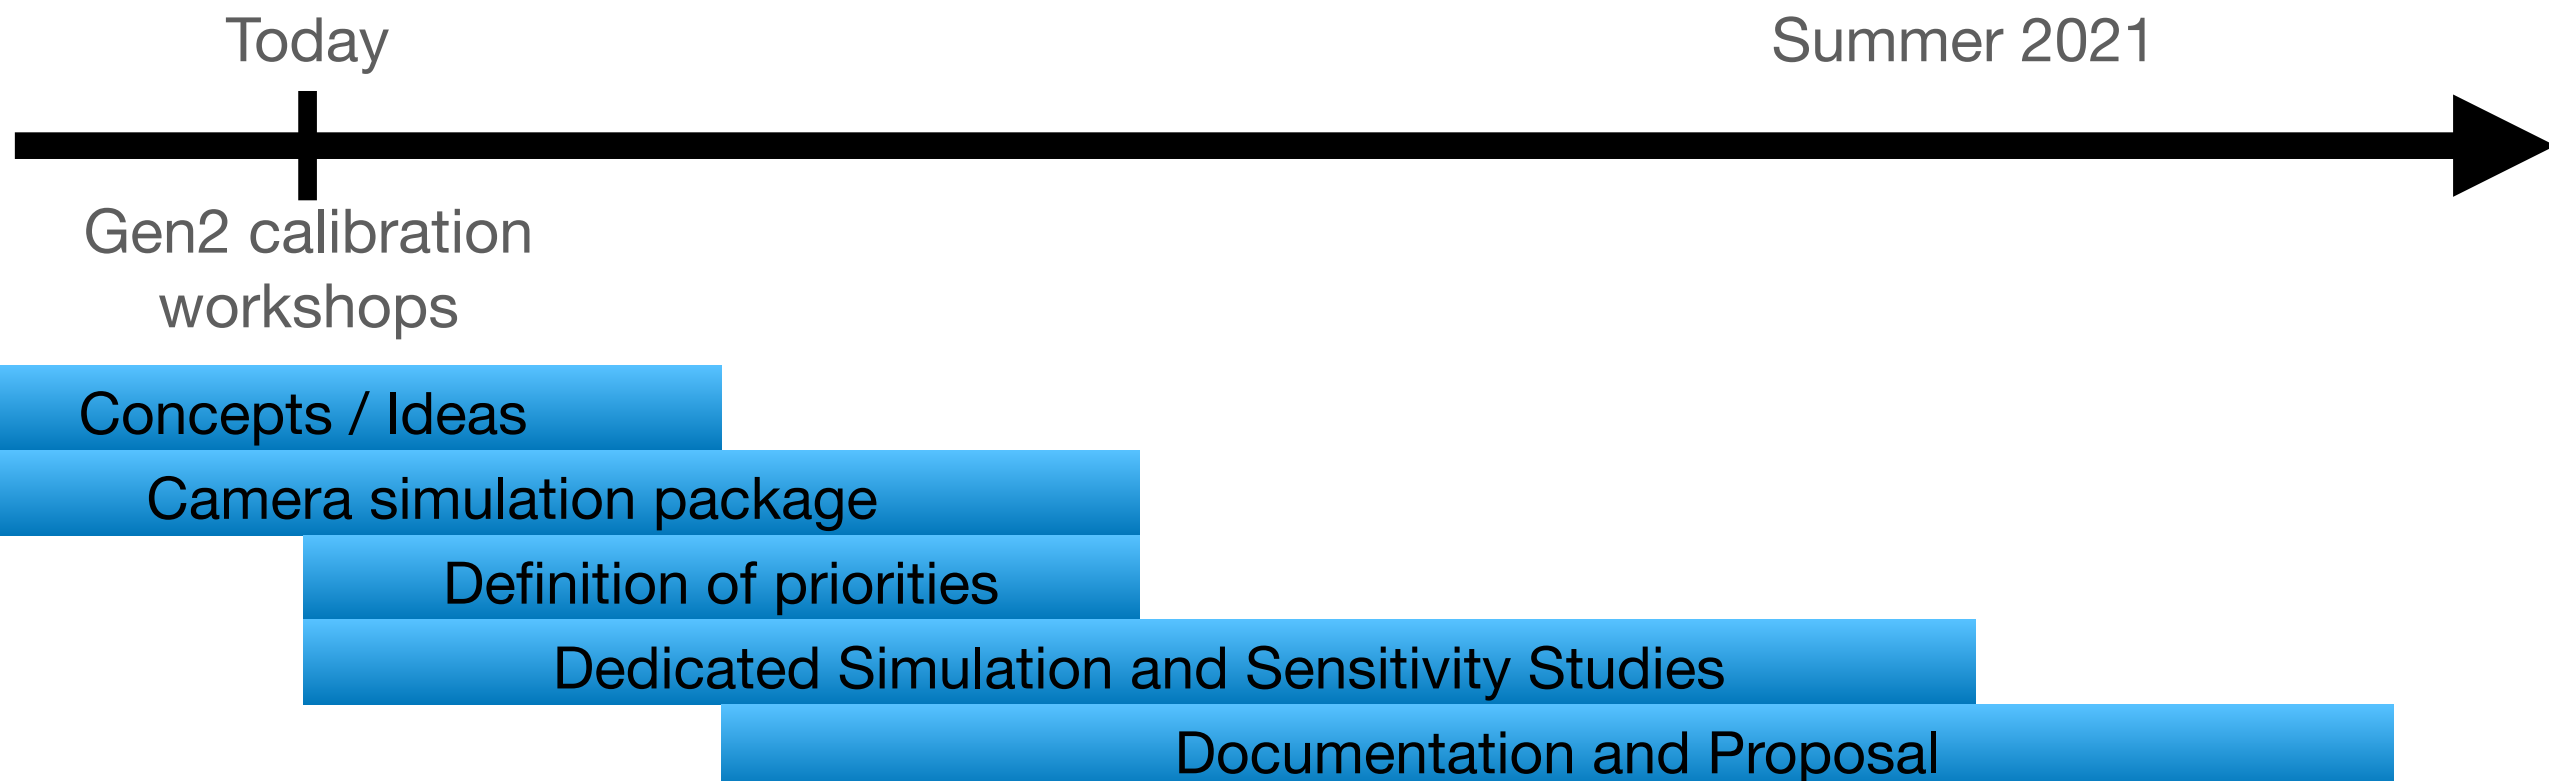 Today
Summer 2021
Gen2 calibration
workshops
Concepts / Ideas
Camera simulation package
Definition of priorities
Dedicated Simulation and Sensitivity Studies
Documentation and Proposal